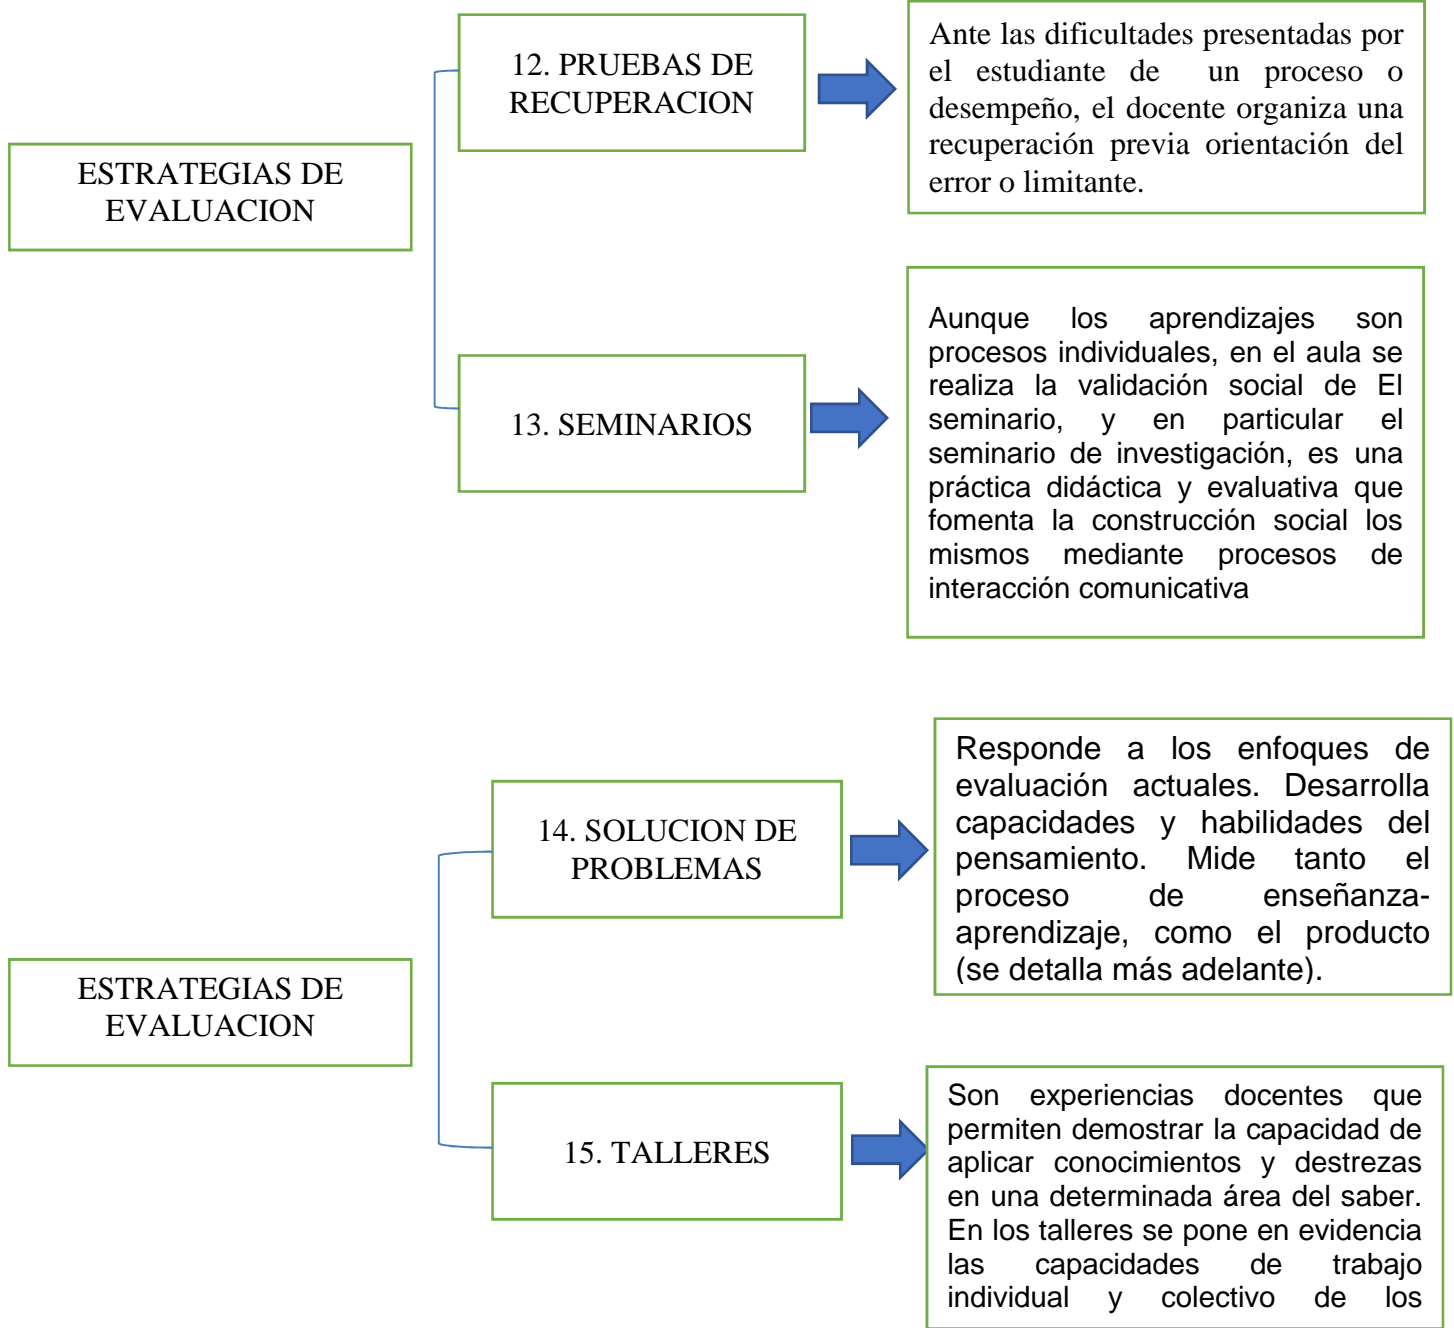 ESTRATEGIAS DE
EVALUACION
12. PRUEBAS DE
RECUPERACION
Ante las dificultades presentadas por
el estudiante de un proceso o
desempeño, el docente organiza una
recuperación previa orientación del
error o limitante.
13. SEMINARIOS
Aunque los aprendizajes son
procesos individuales, en el aula se
realiza la validación social de El
seminario, y en particular el
seminario de investigación, es una
práctica didáctica y evaluativa que
fomenta la construcción social los
mismos mediante procesos de
interacción comunicativa
ESTRATEGIAS DE
EVALUACION
14. SOLUCION DE
PROBLEMAS
Responde a los enfoques de
evaluación actuales. Desarrolla
capacidades y habilidades del
pensamiento. Mide tanto el
proceso de enseñanza-
aprendizaje, como el producto
(se detalla más adelante).
15. TALLERES
Son experiencias docentes que
permiten demostrar la capacidad de
aplicar conocimientos y destrezas
en una determinada área del saber.
En los talleres se pone en evidencia
las capacidades de trabajo
individual y colectivo de los